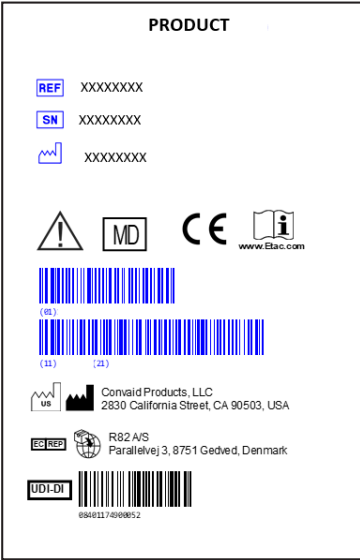 PRODUCT
REF XXXXXXXX
SN XXXXXXXX
XXXXXXXX
MD CE i
www.Etac.com
(01)
(11) (21)
US Convaid Products, LLC
2830 California Street, CA 90503, USA
EC REP R82 A/S
Parallelvej 3, 8751 Gedved, Denmark
UDI-DI
08401174900052